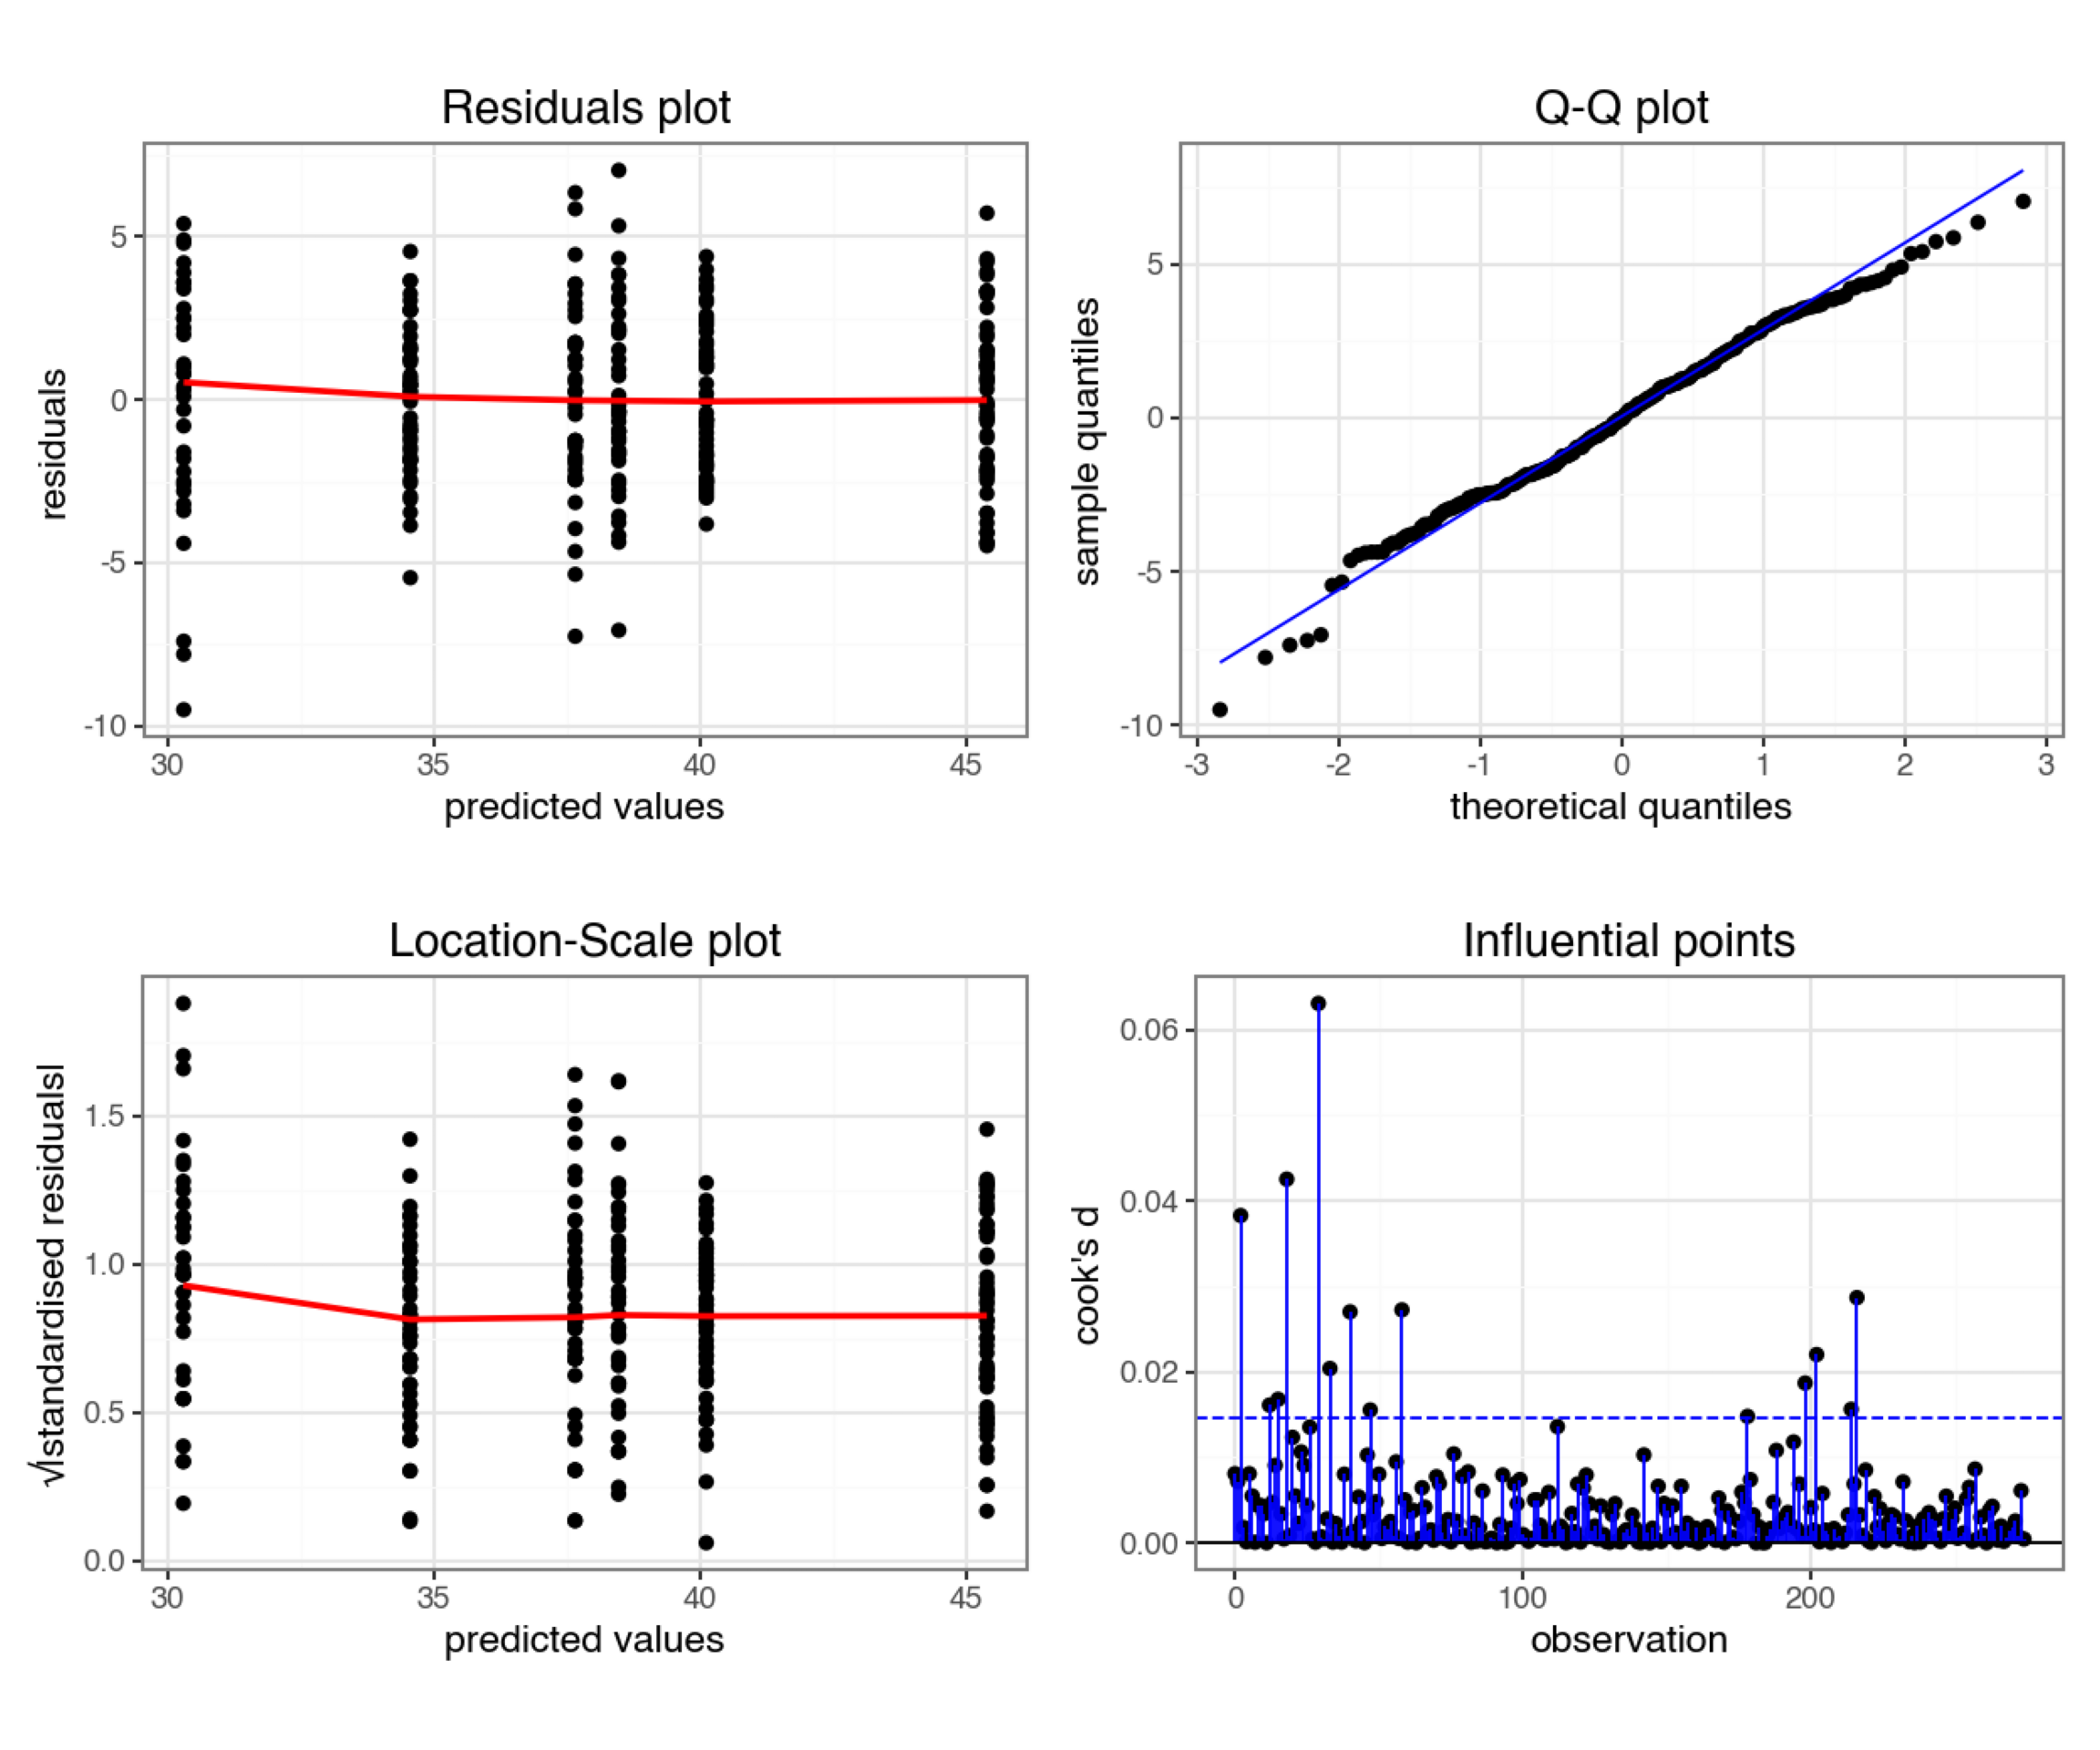 Residuals plot
5
0
-5
-10
residuals
30 35 40 45
predicted values
Q-Q plot
5
0
-5
-10
sample quantiles
-3 -2 -1 0 1 2 3
theoretical quantiles
Location-Scale plot
1.5
1.0
0.5
0.0
√|standardised residuals|
30 35 40 45
predicted values
Influential points
0.06
0.04
0.02
0.00
cook's d
0 100 200
observation